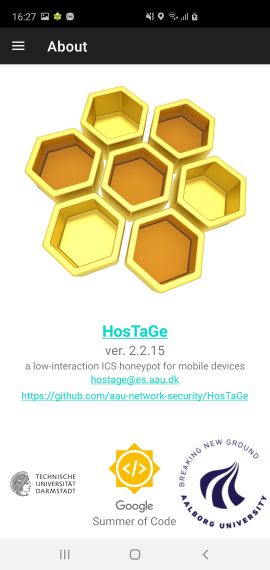 16:27
About
HosTaGe
ver. 2.2.15
a low-interaction ICS honeypot for mobile devices
hostage@es.aau.dk
https://github.com/aau-network-security/HosTaGe
TECHNISCHE
UNIVERSITÄT
DARMSTADT
Google
Summer of Code
BREAKING NEW GROUND
AALBORG UNIVERSITY